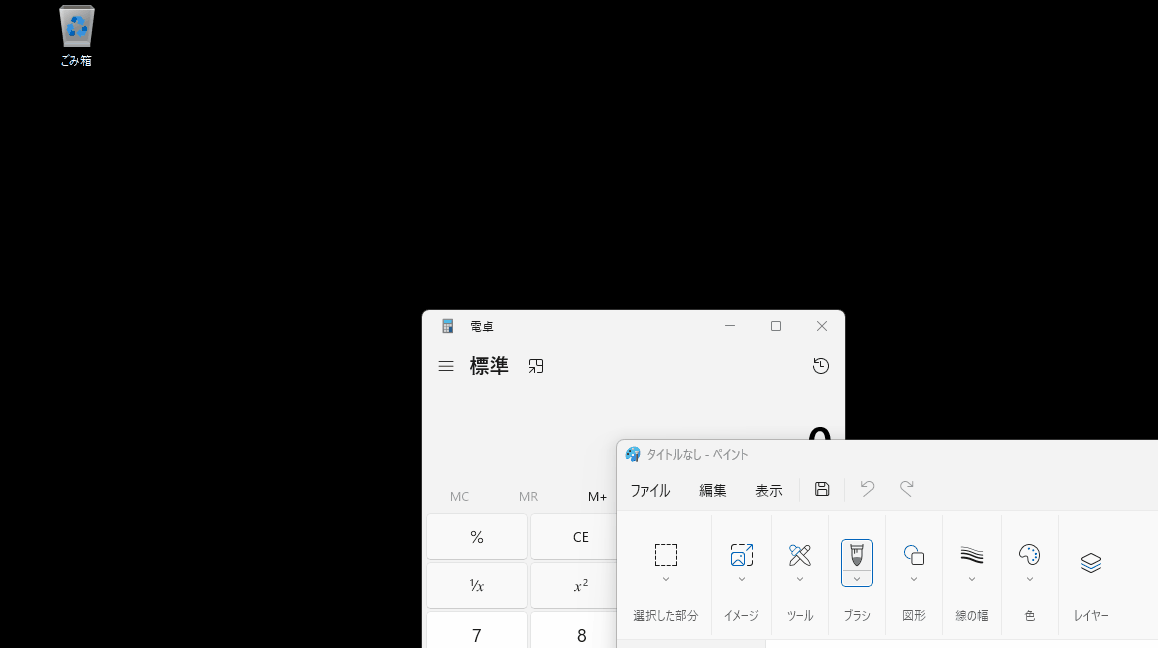 ごみ箱
電卓
標準
0
タイトルなし - ペイント
ファイル 編集 表示
MC MR M+
% CE
¹/x x²
7 8
選択した部分 イメージ ツール ブラシ 図形 線の幅 色 レイヤー